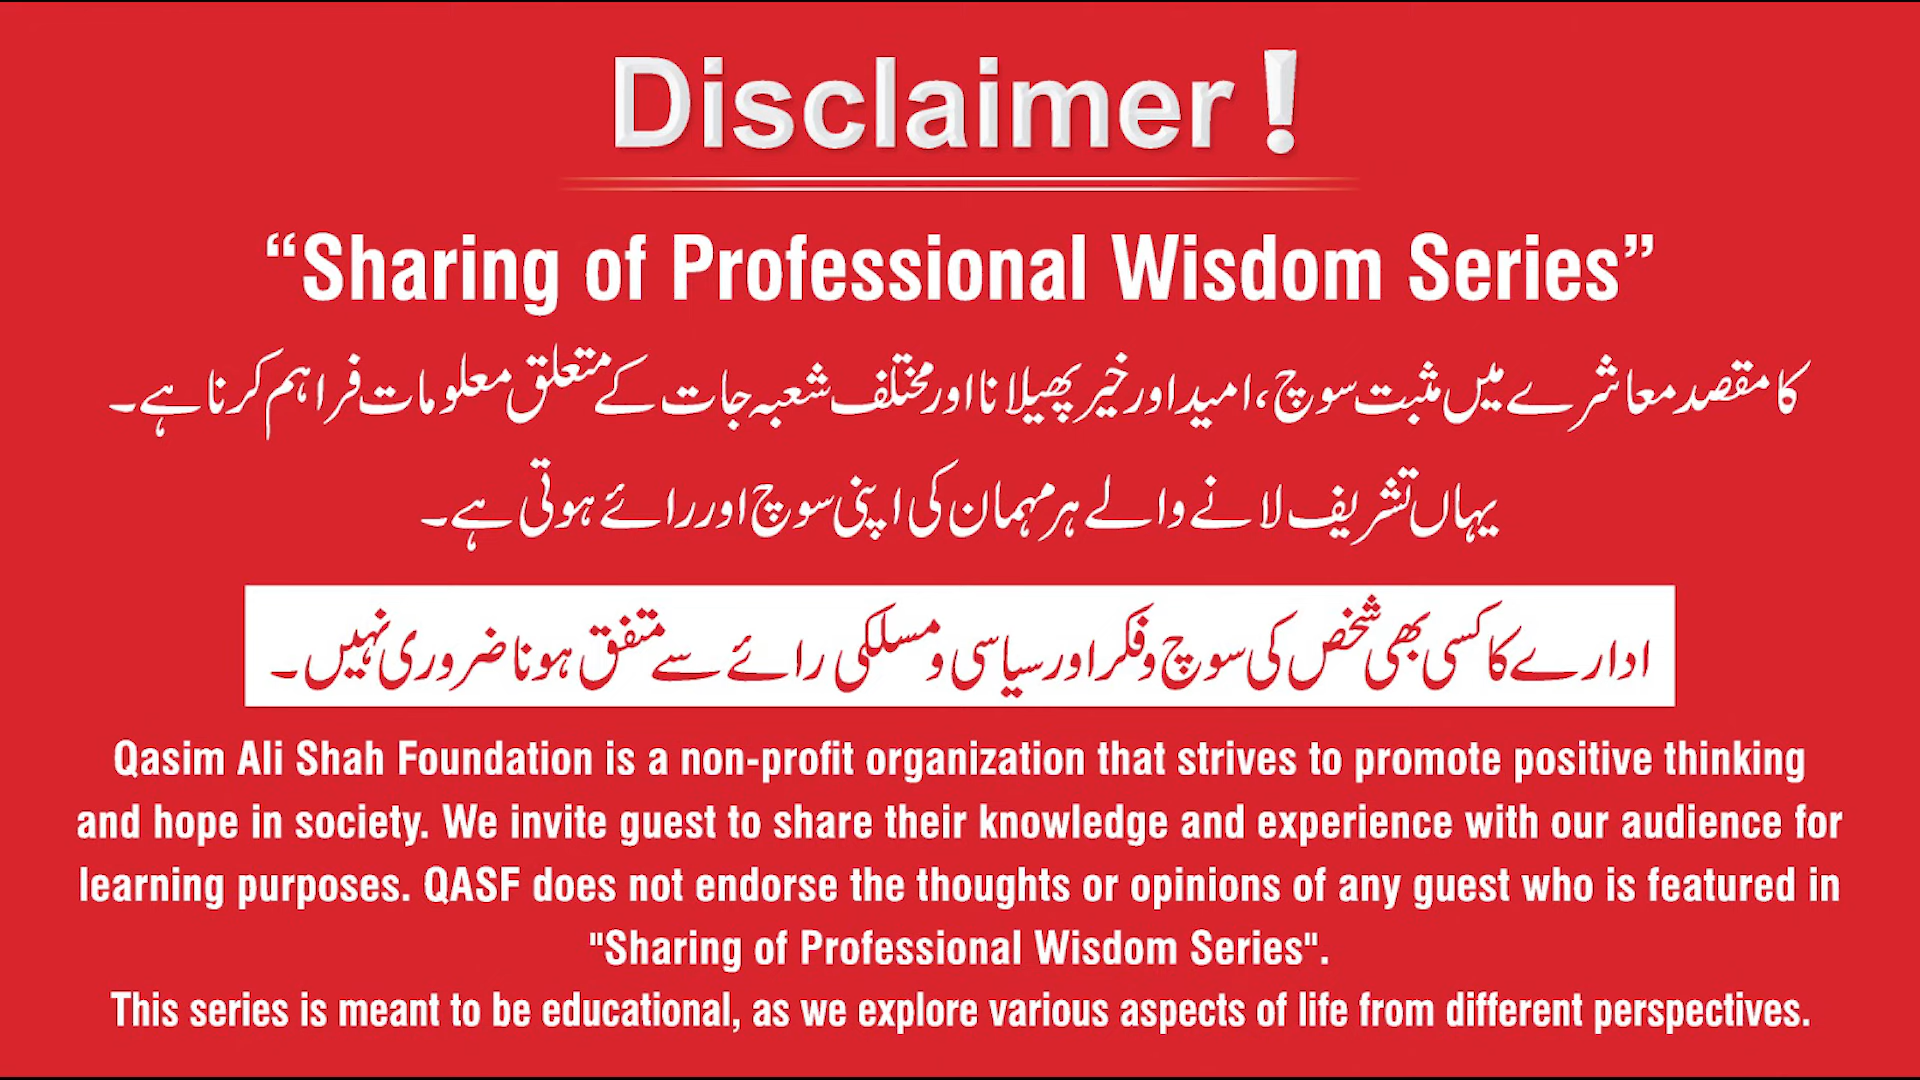 Disclaimer!
“Sharing of Professional Wisdom Series”
کا مقصد معاشرے میں مثبت سوچ، امید اور خیر پھیلانا اور مختلف شعبہ جات کے متعلق معلومات فراہم کرنا ہے۔
یہاں تشریف لانے والے ہر مہمان کی اپنی سوچ اور رائے ہوتی ہے۔
ادارے کا کسی بھی شخص کی سوچ و فکر اور سیاسی و مسلکی رائے سے متفق ہونا ضروری نہیں۔
Qasim Ali Shah Foundation is a non-profit organization that strives to promote positive thinking
and hope in society. We invite guest to share their knowledge and experience with our audience for
learning purposes. QASF does not endorse the thoughts or opinions of any guest who is featured in
"Sharing of Professional Wisdom Series".
This series is meant to be educational, as we explore various aspects of life from different perspectives.